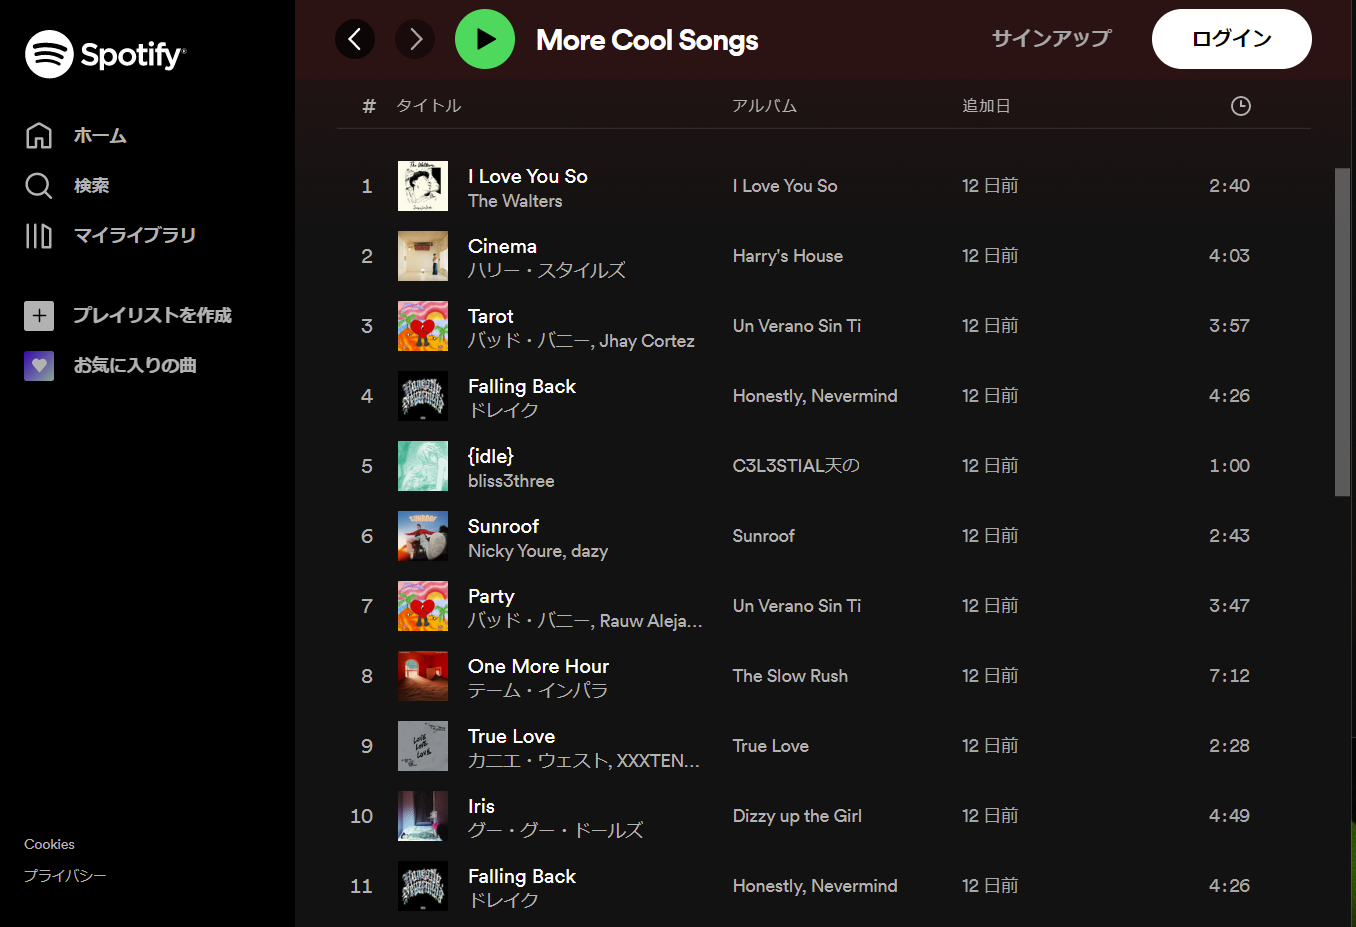 Spotify
ホーム
検索
マイライブラリ
プレイリストを作成
お気に入りの曲
Cookies
プライバシー
More Cool Songs
サインアップ
ログイン
# タイトル アルバム 追加日
1 I Love You So I Love You So 12 日前 2:40
The Walters
2 Cinema Harry's House 12 日前 4:03
ハリー・スタイルズ
3 Tarot Un Verano Sin Ti 12 日前 3:57
バッド・バニー, Jhay Cortez
4 Falling Back Honestly, Nevermind 12 日前 4:26
ドレイク
5 {idle} C3L3STIAL天の 12 日前 1:00
bliss3three
6 Sunroof Sunroof 12 日前 2:43
Nicky Youre, dazy
7 Party Un Verano Sin Ti 12 日前 3:47
バッド・バニー, Rauw Aleja...
8 One More Hour The Slow Rush 12 日前 7:12
テーム・インパラ
9 True Love True Love 12 日前 2:28
カニエ・ウェスト, XXXTEN...
10 Iris Dizzy up the Girl 12 日前 4:49
グー・グー・ドールズ
11 Falling Back Honestly, Nevermind 12 日前 4:26
ドレイク